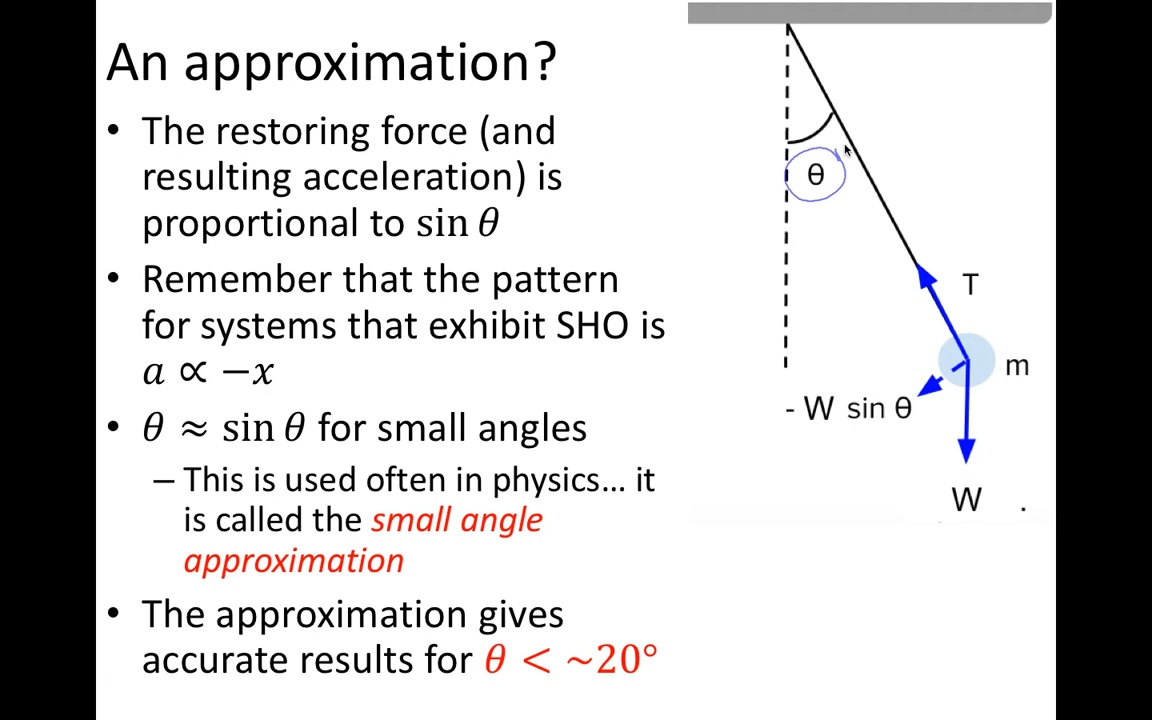 An approximation?
• The restoring force (and
resulting acceleration) is
proportional to sin θ
• Remember that the pattern
for systems that exhibit SHO is
a ∝ −x
• θ ≈ sin θ for small angles
– This is used often in physics... it
is called the small angle
approximation
• The approximation gives
accurate results for θ < ~20°
θ
T
m
- W sin θ
W .